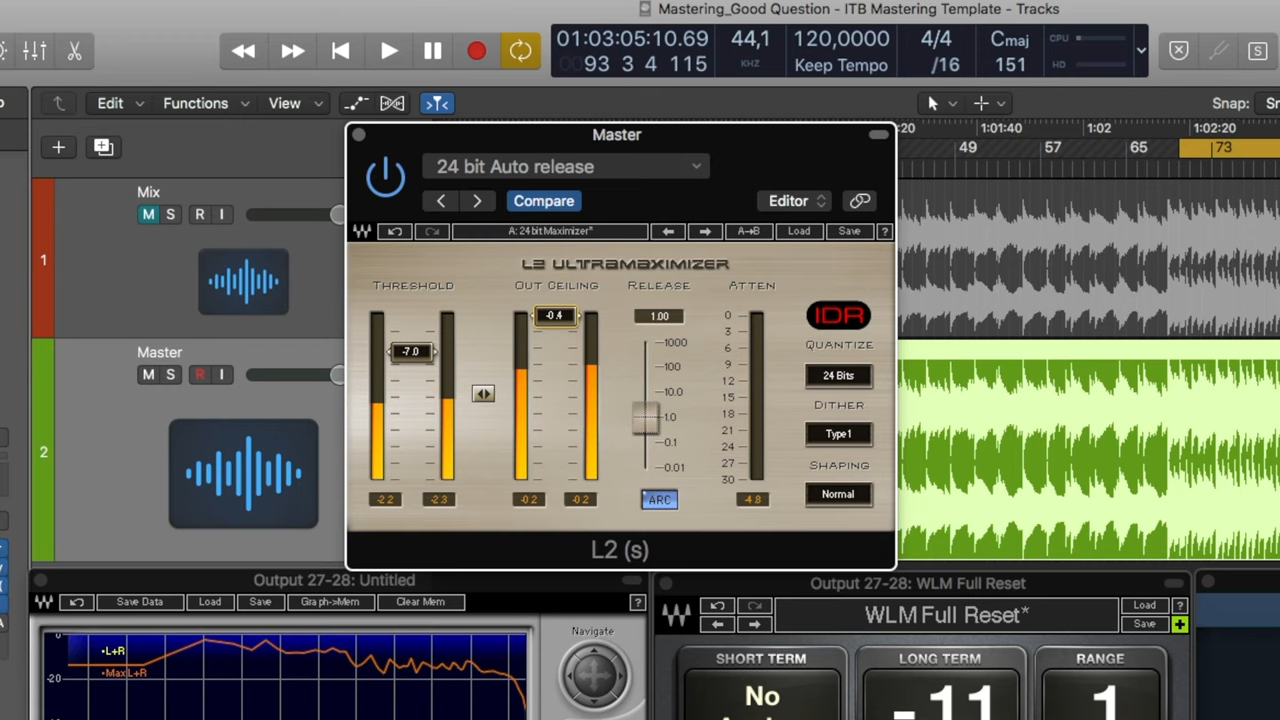 Mastering_Good Question - ITB Mastering Template - Tracks
01:03:05:10.69
0093 3 4 115
44,1
KHZ
120,0000
Keep Tempo
4/4
/16
Cmaj
151
CPU
HD
S
Edit Functions View
Snap:
1:01:40 1:02 1:02:20
49 57 65 73
Master
24 bit Auto release
Compare
Editor
A: 24 bit Maximizer*
A→B Load Save ?
L2 ULTRAMAXIMIZER
THRESHOLD OUT CEILING RELEASE ATTEN
-7.0
-0.4
1.00
1000
100
10.0
1.0
0.1
0.01
0
3
6
9
12
15
18
21
24
27
30
-2.2 -2.3 -0.2 -0.2 ARC -4.8
IDR
QUANTIZE
24 Bits
DITHER
Type1
SHAPING
Normal
L2 (s)
1
Mix
M S R I
2
Master
M S R I
Output 27-28: Untitled
Save Data Load Save Graph->Mem Clear Mem ?
0
-20
L+R
Max L+R
Navigate
Output 27-28: WLM Full Reset
WLM Full Reset*
Load ?
Save +
SHORT TERM LONG TERM RANGE
No
-11
1